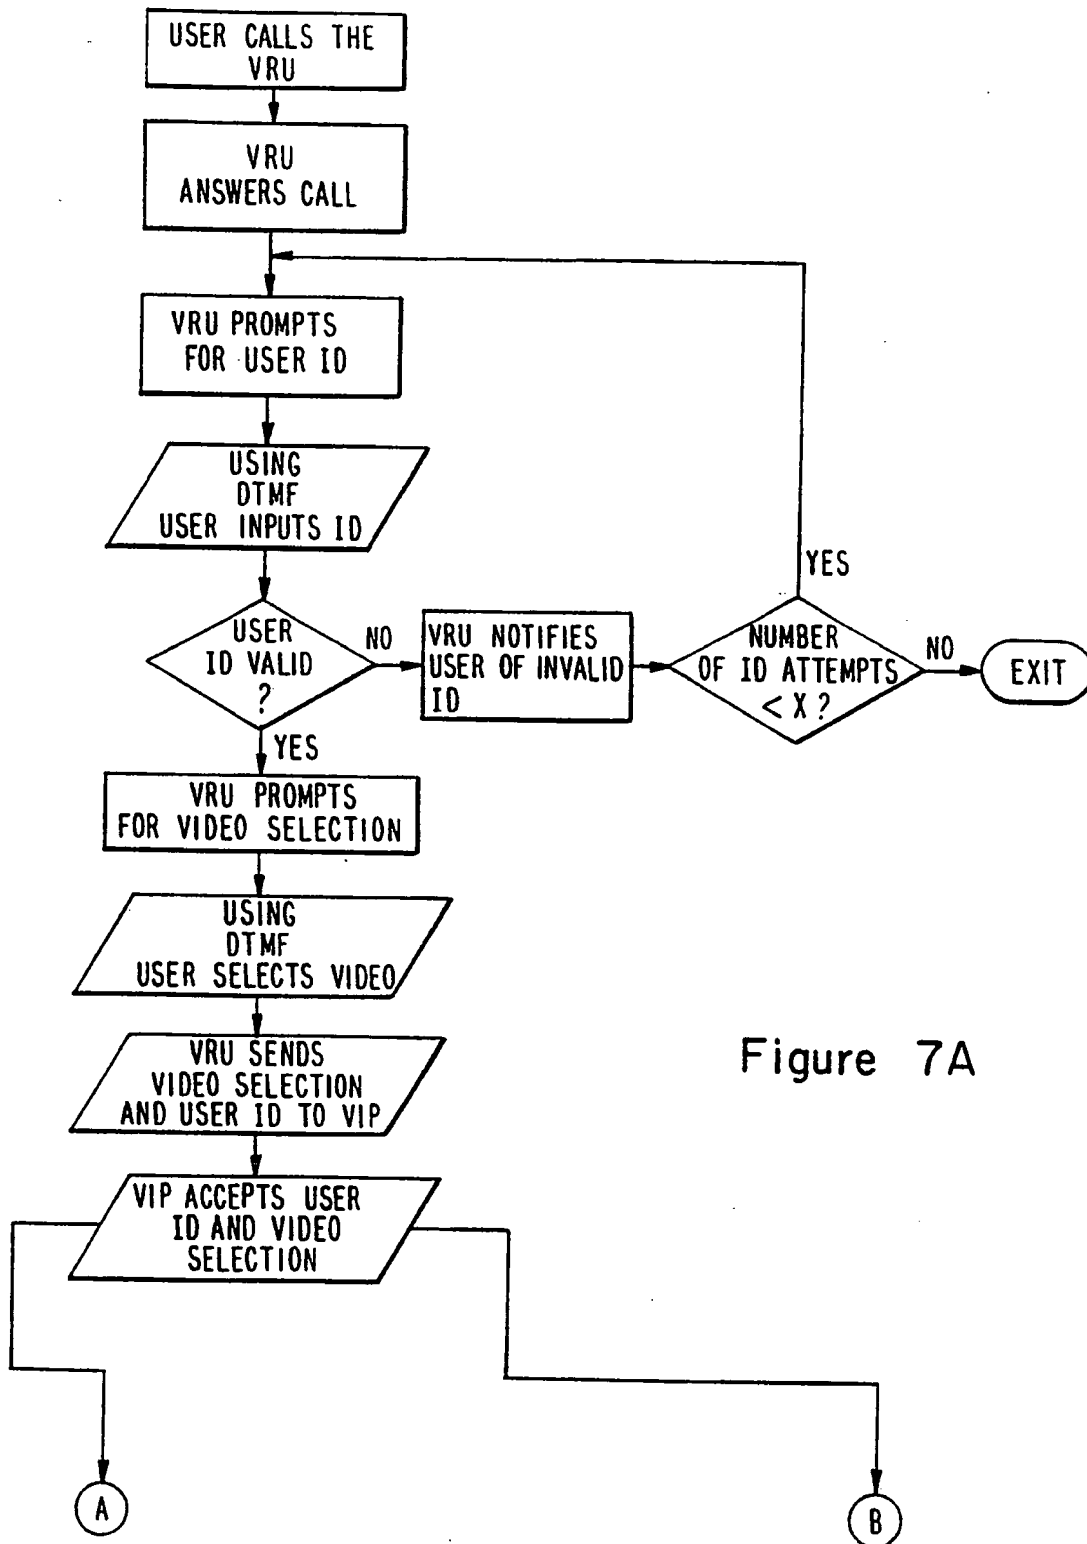 USER CALLS THE
VRU
VRU
ANSWERS CALL
VRU PROMPTS
FOR USER ID
USING
DTMF
USER INPUTS ID
USER
ID VALID
?
NO
VRU NOTIFIES
USER OF INVALID
ID
YES
NUMBER
OF ID ATTEMPTS
< X ?
NO
EXIT
YES
VRU PROMPTS
FOR VIDEO SELECTION
USING
DTMF
USER SELECTS VIDEO
VRU SENDS
VIDEO SELECTION
AND USER ID TO VIP
Figure 7A
VIP ACCEPTS USER
ID AND VIDEO
SELECTION
A
B